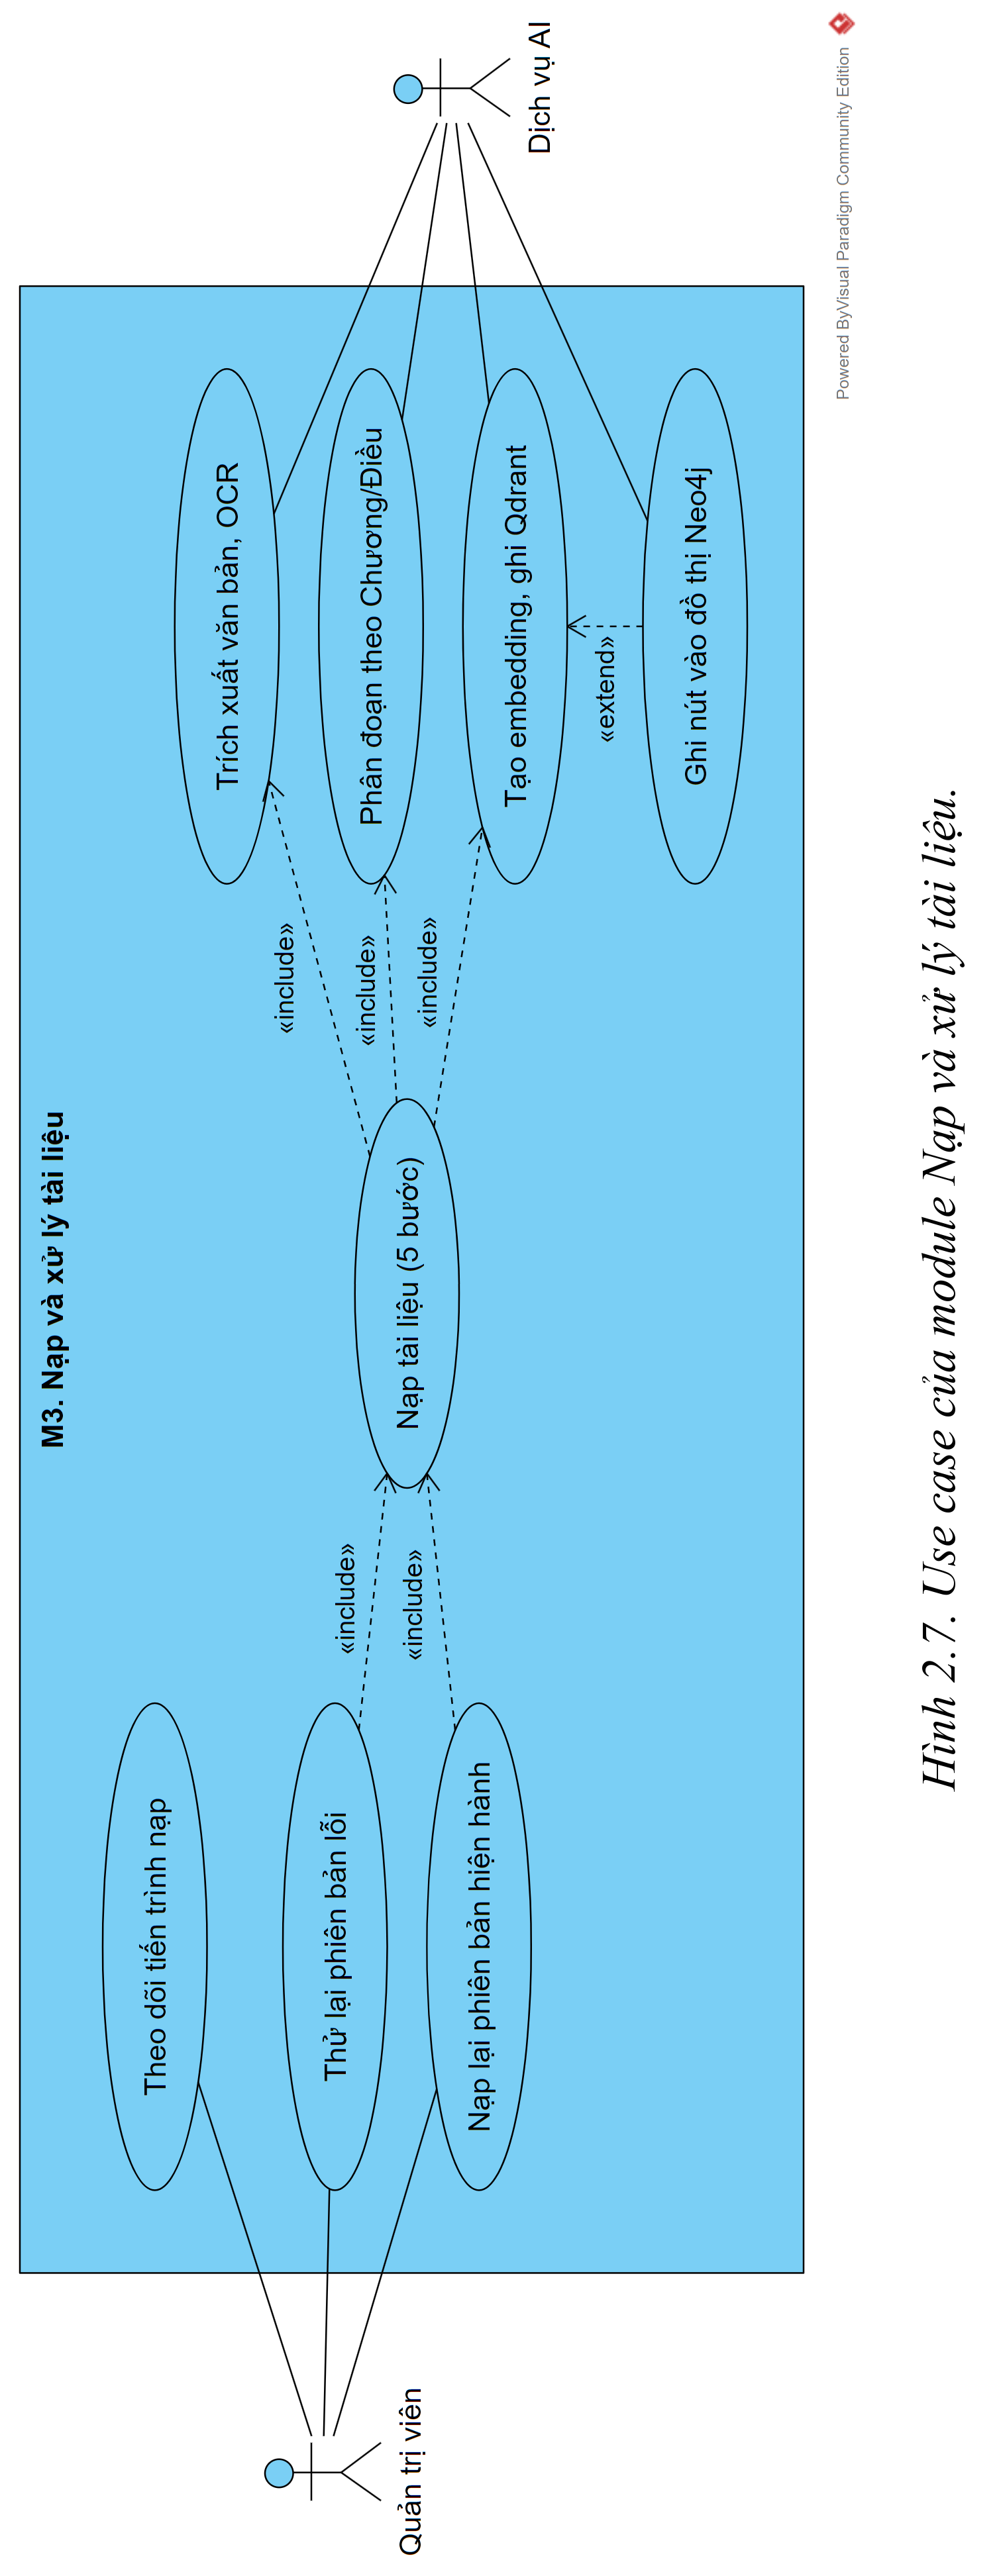 M3. Nạp và xử lý tài liệu
Theo dõi tiến trình nạp
Thử lại phiên bản lỗi
Nạp lại phiên bản hiện hành
Quản trị viên
«include»
«include»
Nạp tài liệu (5 bước)
«include»
«include»
«include»
Trích xuất văn bản, OCR
Phân đoạn theo Chương/Điều
Tạo embedding, ghi Qdrant
«extend»
Ghi nút vào đồ thị Neo4j
Dịch vụ AI
Powered ByVisual Paradigm Community Edition
Hình 2.7. Use case của module Nạp và xử lý tài liệu.